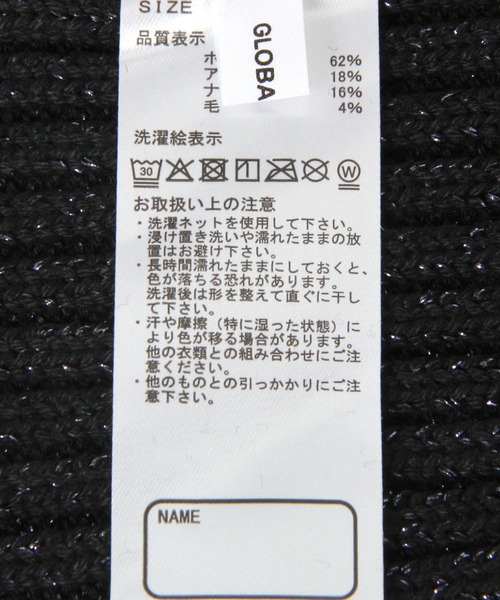 SIZE
GLOBA
品質表示
ポ 62%
ア 18%
ナ 16%
毛 4%
洗濯絵表示
30 W
お取扱い上の注意
・洗濯ネットを使用して下さい。
・浸け置き洗いや濡れたままの放
置はお避け下さい。
・長時間濡れたままにしておくと、
色が落ちる恐れがあります。
洗濯後は形を整えて直ぐに干し
て下さい。
・汗や摩擦（特に湿った状態）に
より色が移る場合があります。
他の衣類との組み合わせにご注
意ください。
・他のものとの引っかかりにご注
意下さい。
NAME